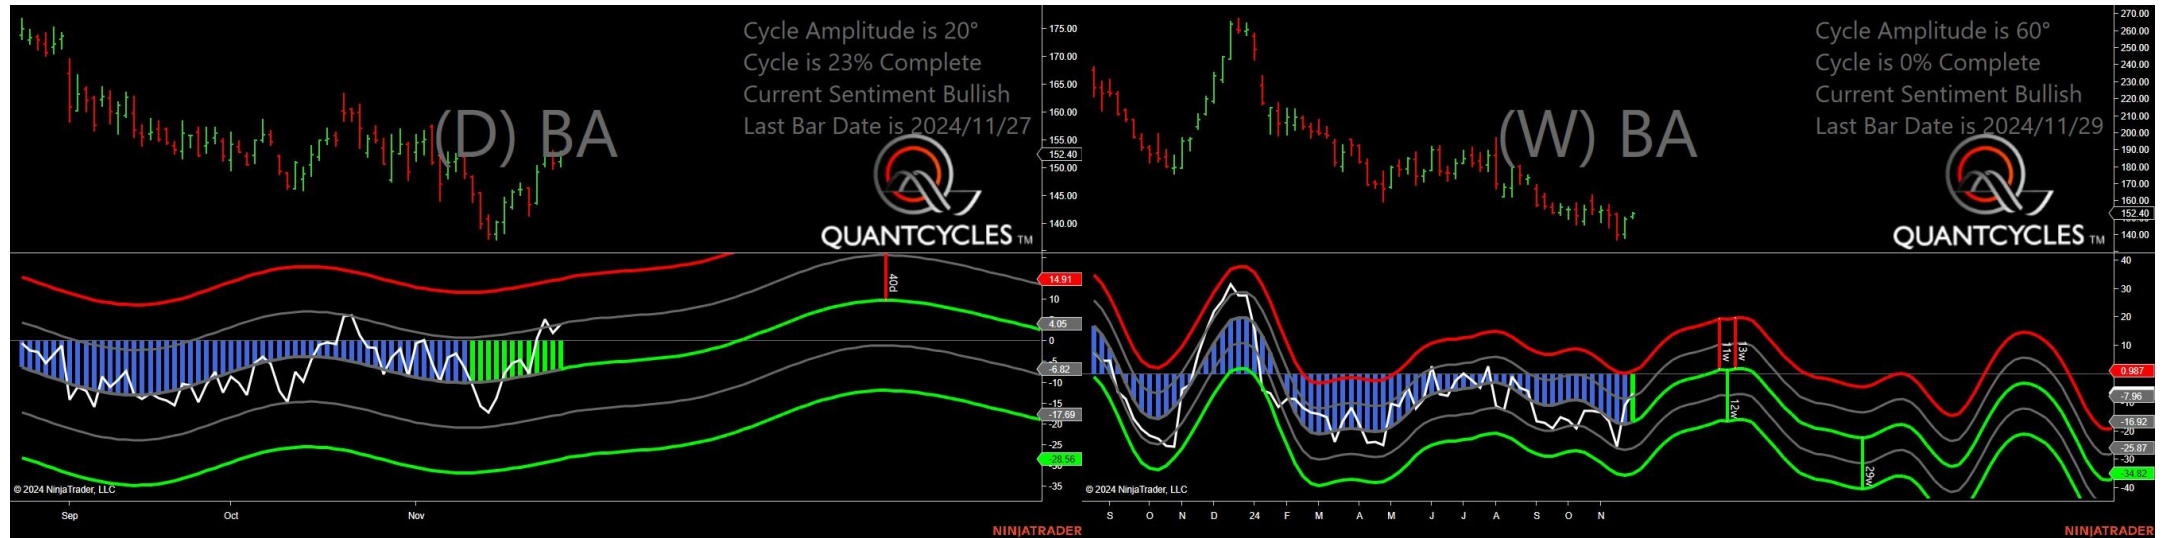 Cycle Amplitude is 20°
Cycle is 23% Complete
Current Sentiment Bullish
Last Bar Date is 2024/11/27
(D) BA
QUANTCYCLES TM
175.00
170.00
165.00
160.00
155.00
152.40
150.00
145.00
140.00
14.91
10
4.05
0
-5
-6.82
-10
-15
-17.69
-20
-25
-28.56
-35
40d
© 2024 NinjaTrader, LLC
Sep Oct Nov
NINJATRADER
Cycle Amplitude is 60°
Cycle is 0% Complete
Current Sentiment Bullish
Last Bar Date is 2024/11/29
(W) BA
QUANTCYCLES TM
270.00
260.00
250.00
240.00
230.00
220.00
210.00
200.00
190.00
180.00
170.00
160.00
152.40
140.00
40
30
20
10
0.987
-7.96
-16.92
-20
-25.87
-30
-34.82
-40
11w
13w
12w
29w
© 2024 NinjaTrader, LLC
S O N D 24 F M A M J J A S O N
NINJATRADER